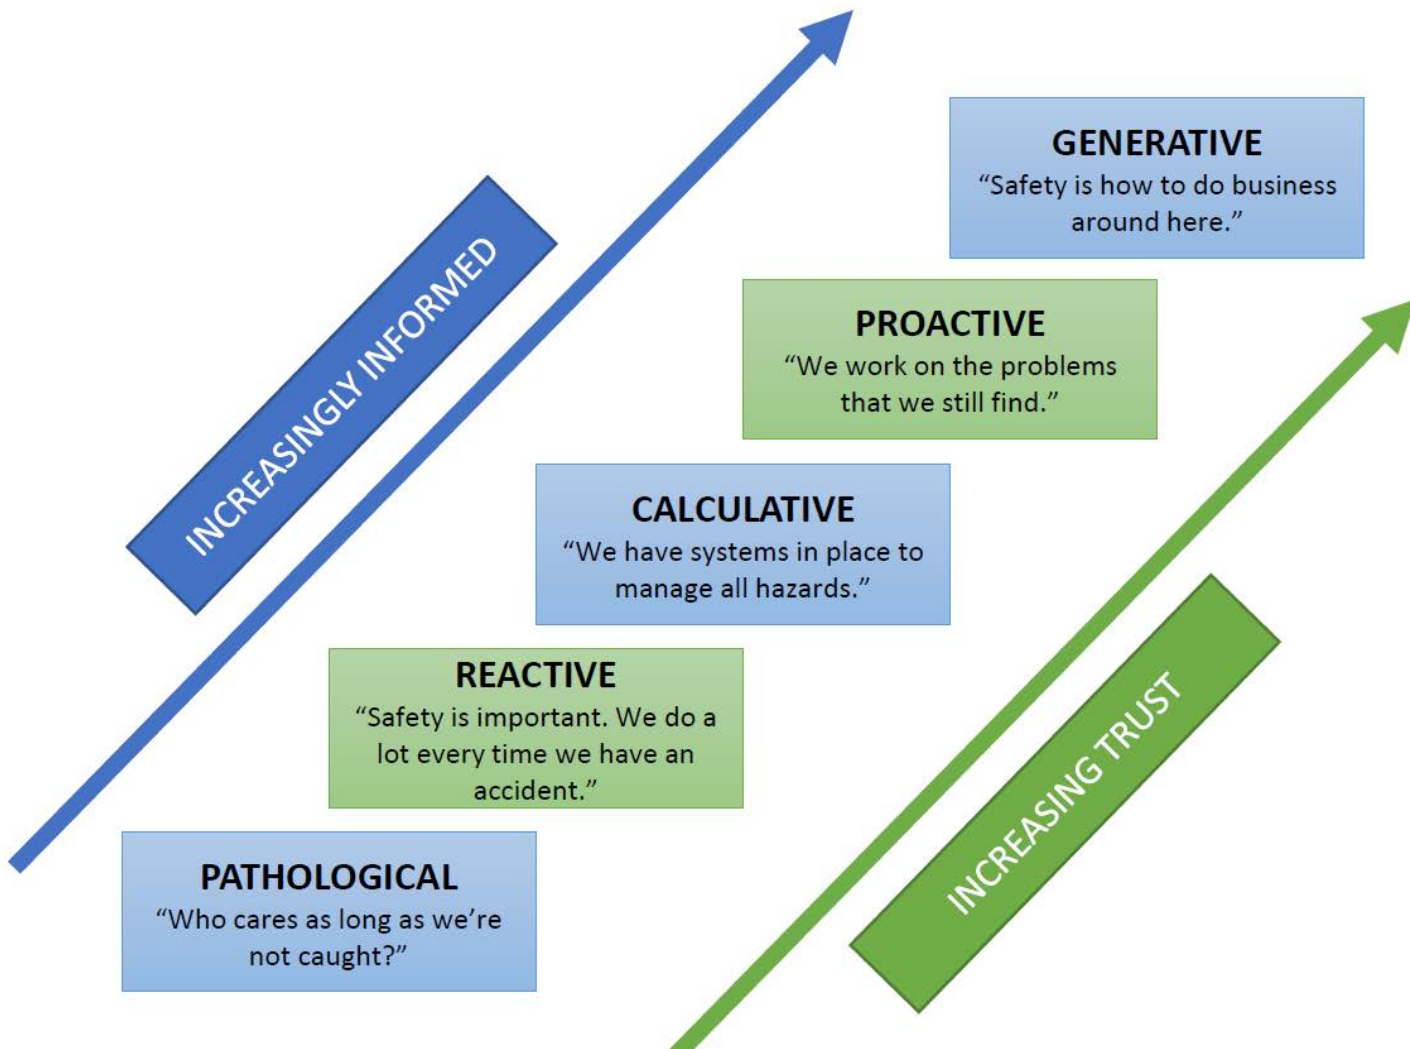 GENERATIVE
“Safety is how to do business
around here.”
PROACTIVE
“We work on the problems
that we still find.”
CALCULATIVE
“We have systems in place to
manage all hazards.”
REACTIVE
“Safety is important. We do a
lot every time we have an
accident.”
PATHOLOGICAL
“Who cares as long as we’re
not caught?”
INCREASINGLY INFORMED
INCREASING TRUST